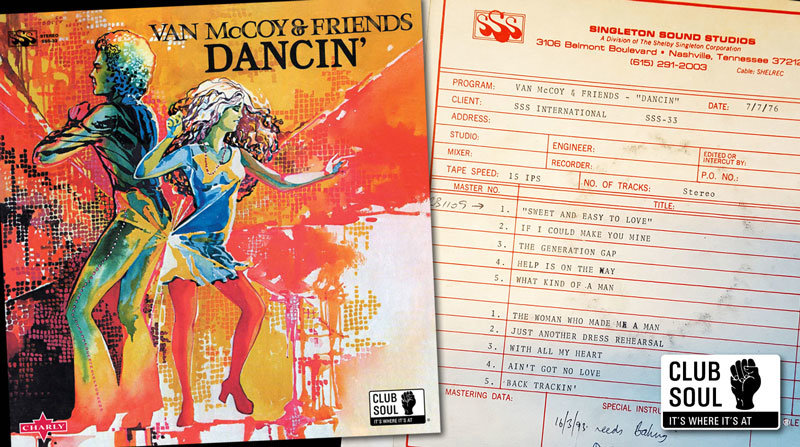 SSS
STEREO
SSS-33
VAN McCOY & FRIENDS
DANCIN'
CHARLY
CLUB
SOUL
IT'S WHERE IT'S AT
SSS
SINGLETON SOUND STUDIOS
A Division of The Shelby Singleton Corporation
3106 Belmont Boulevard • Nashville, Tennessee 37212
(615) 291-2003
Cable: SHELREC
PROGRAM: VAN McCOY & FRIENDS - "DANCIN" DATE: 7/7/76
CLIENT: SSS INTERNATIONAL SSS-33
ADDRESS:
STUDIO: ENGINEER: EDITED OR
INTERCUT BY:
MIXER: RECORDER: P.O. NO.:
TAPE SPEED: 15 IPS NO. OF TRACKS: Stereo
MASTER NO. TITLE:
1. "SWEET AND EASY TO LOVE"
2. IF I COULD MAKE YOU MINE
3. THE GENERATION GAP
4. HELP IS ON THE WAY
5. WHAT KIND OF A MAN
1. THE WOMAN WHO MADE ME A MAN
2. JUST ANOTHER DRESS REHEARSAL
3. WITH ALL MY HEART
4. AIN'T GOT NO LOVE
5. BACK TRACKIN'
MASTERING DATA: SPECIAL INSTRU
16/3/93 needs Baking
CLUB
SOUL
IT'S WHERE IT'S AT